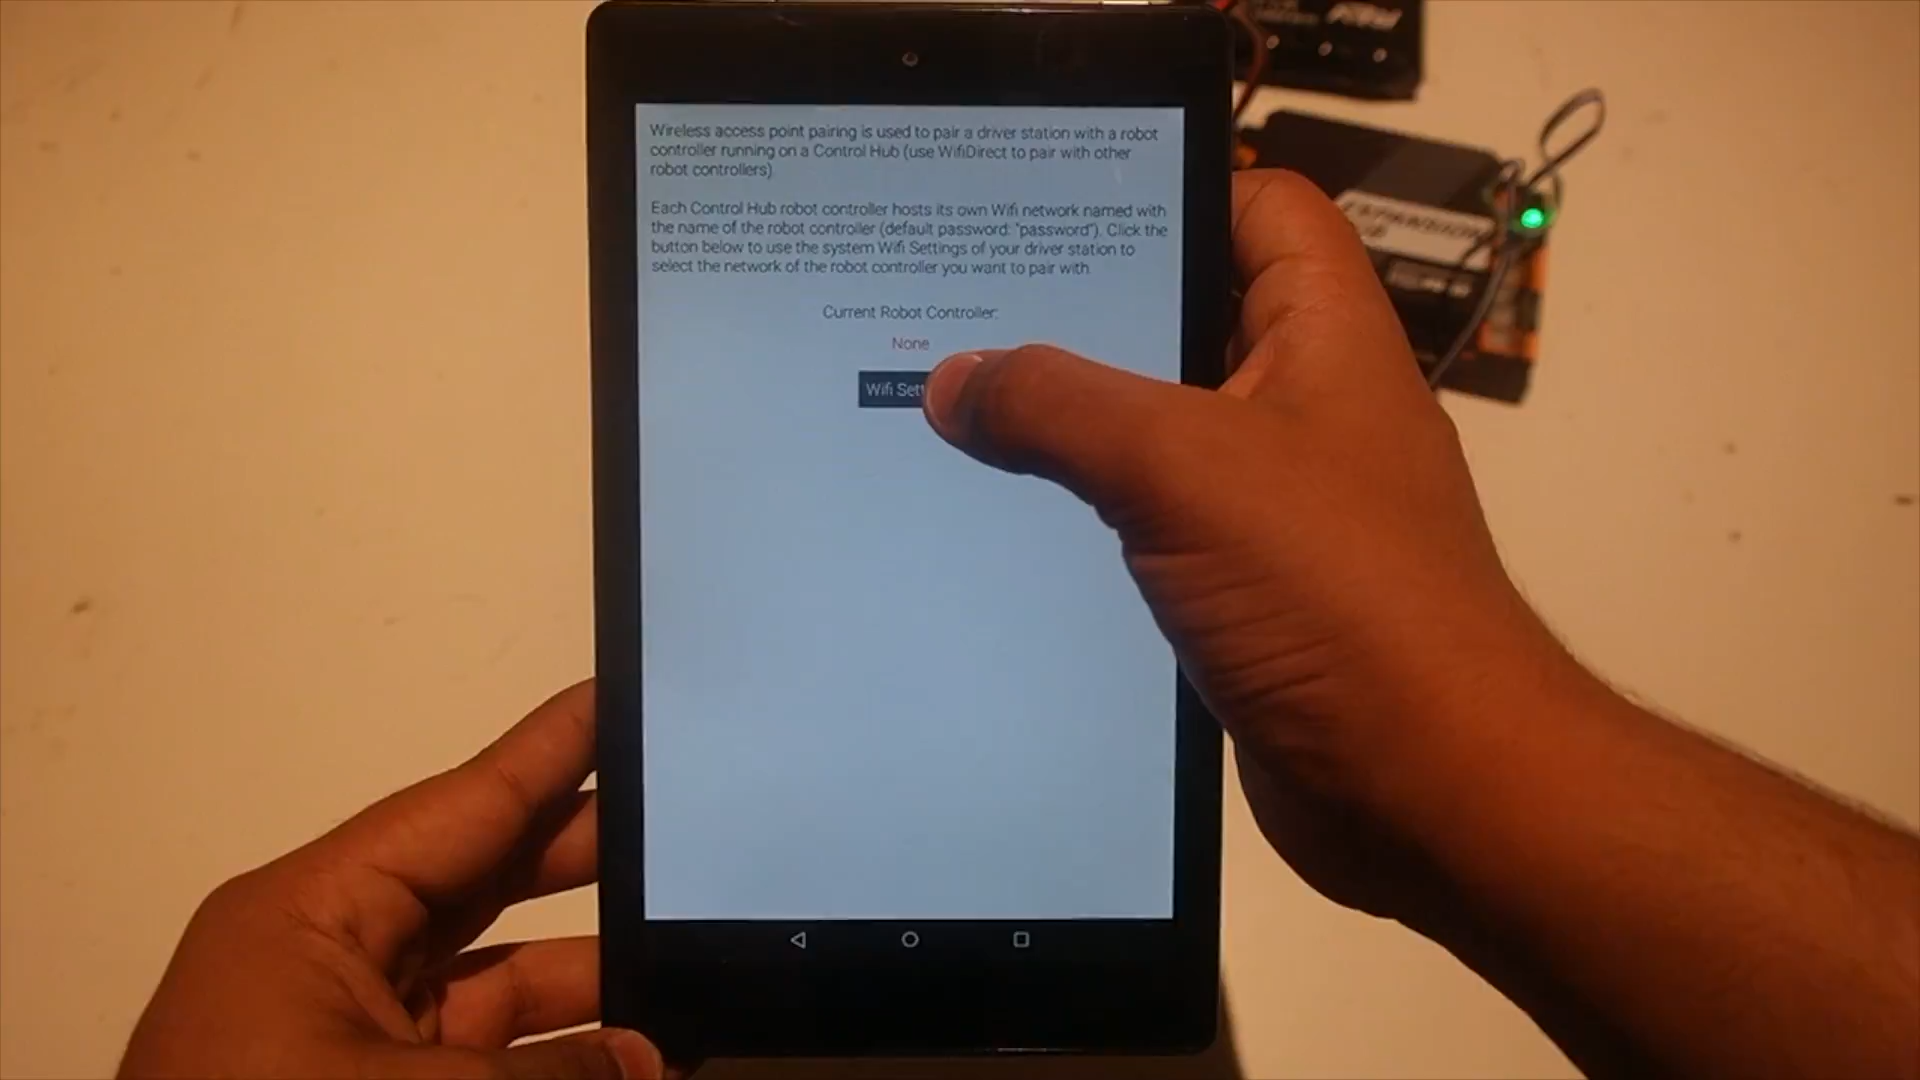 Wireless access point pairing is used to pair a driver station with a robot
controller running on a Control Hub (use WifiDirect to pair with other
robot controllers)
Each Control Hub robot controller hosts its own Wifi network named with
the name of the robot controller (default password: "password"). Click the
button below to use the system Wifi Settings of your driver station to
select the network of the robot controller you want to pair with.
Current Robot Controller:
None
Wifi Sett
REV
EXPANSION